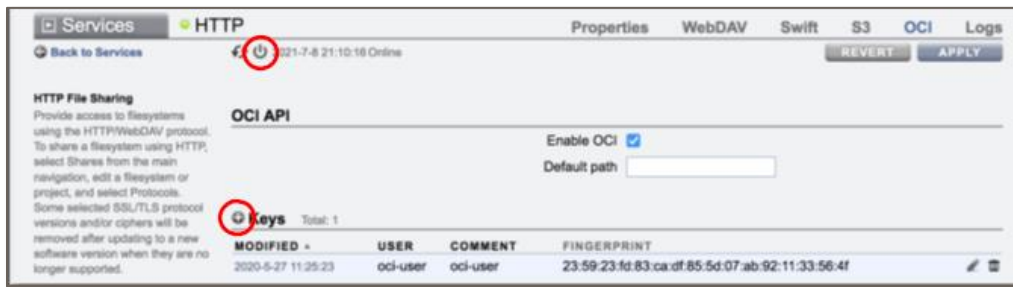 Services HTTP Properties WebDAV Swift S3 OCI Logs
Back to Services 2021-7-8 21:10:16 Online REVERT APPLY
HTTP File Sharing
Provide access to filesystems
using the HTTP/WebDAV protocol.
To share a filesystem using HTTP,
select Shares from the main
navigation, edit a filesystem or
project, and select Protocols.
Some selected SSL/TLS protocol
versions and/or ciphers will be
removed after updating to a new
software version when they are no
longer supported.
OCI API
Enable OCI
Default path
Keys Total: 1
MODIFIED USER COMMENT FINGERPRINT
2020-5-27 11:25:23 oci-user oci-user 23:59:23:fd:83:ca:df:85:5d:07:ab:92:11:33:56:4f